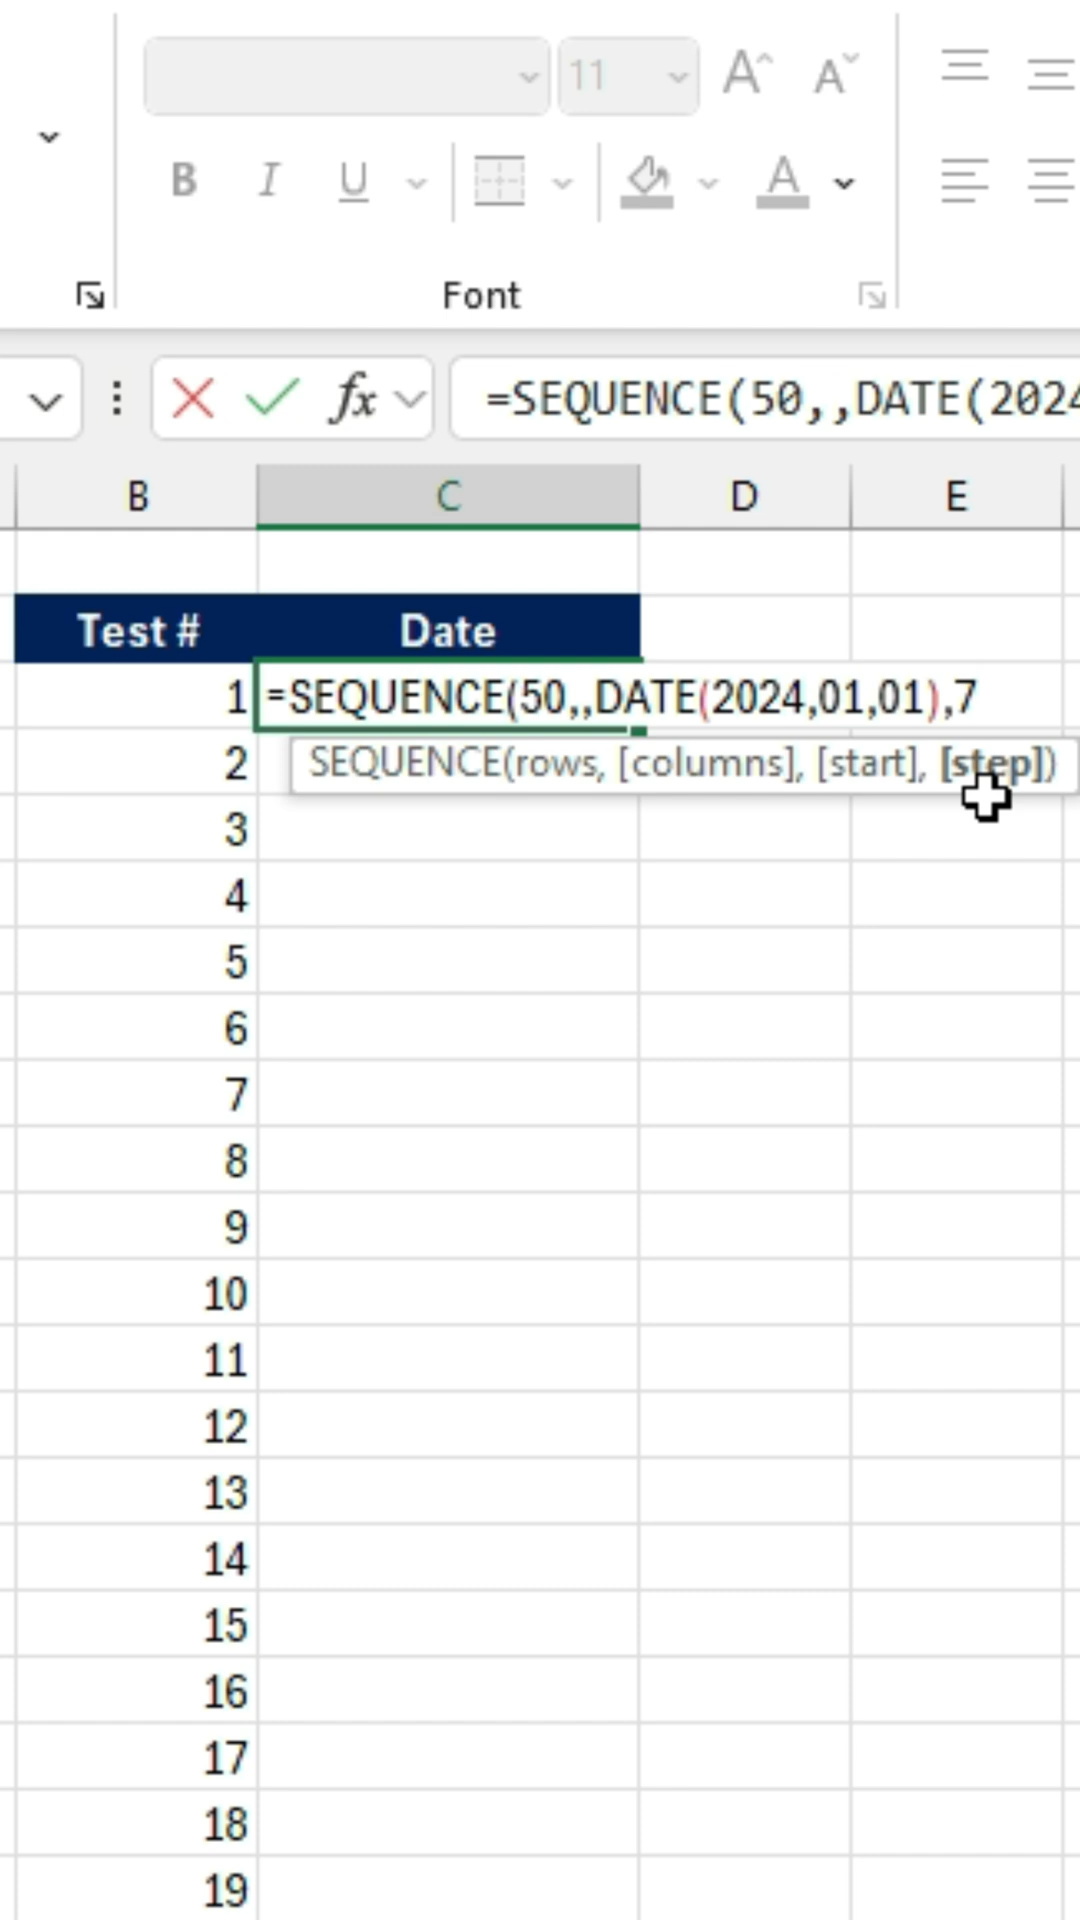 11 A A
B I U A
Font
fx =SEQUENCE(50,,DATE(2024
B C D E
Test # Date
1 =SEQUENCE(50,,DATE(2024,01,01),7
2 SEQUENCE(rows, [columns], [start], [step])
3
4
5
6
7
8
9
10
11
12
13
14
15
16
17
18
19